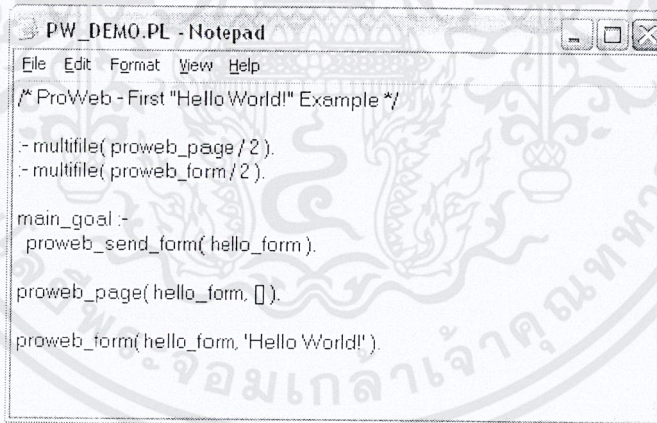 PW_DEMO.PL - Notepad
File Edit Format View Help
/* ProWeb - First "Hello World!" Example */
:- multifile( proweb_page / 2 ).
:- multifile( proweb_form / 2 ).
main_goal :-
proweb_send_form( hello_form ).
proweb_page( hello_form, [] ).
proweb_form( hello_form, 'Hello World!' ).